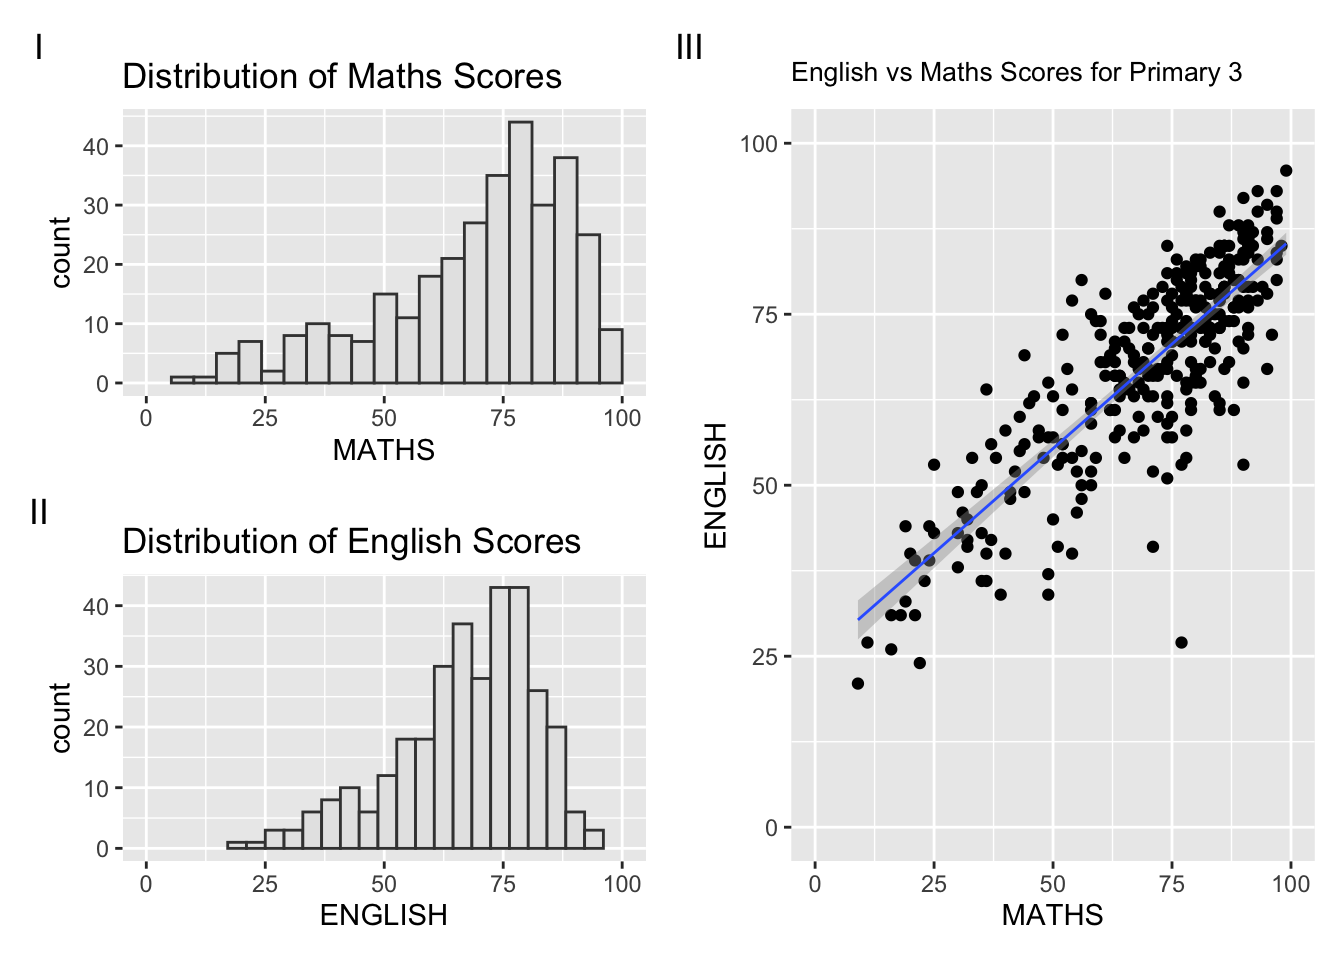 I
Distribution of Maths Scores
40
30
20
10
0
count
0 25 50 75 100
MATHS
II
Distribution of English Scores
40
30
20
10
0
count
0 25 50 75 100
ENGLISH
III
English vs Maths Scores for Primary 3
100
75
50
25
0
ENGLISH
0 25 50 75 100
MATHS